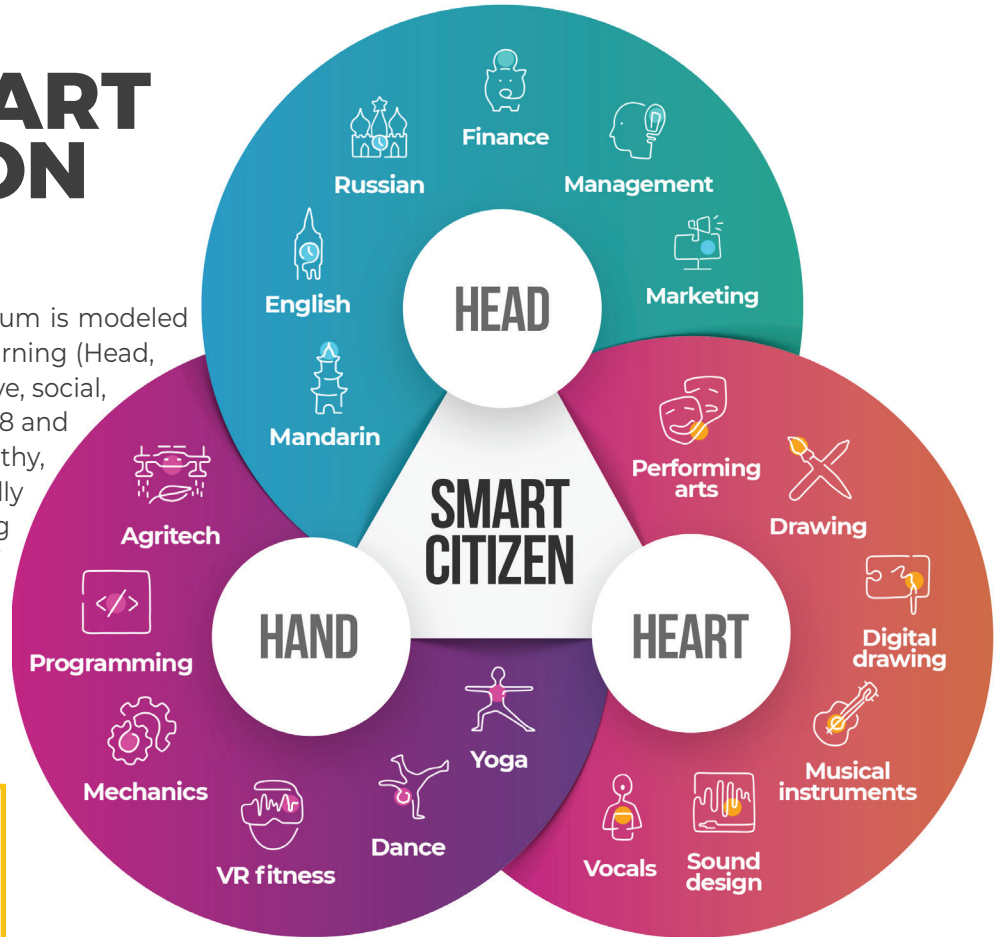 ART
ON
um is modeled
rning (Head,
ve, social,
8 and
thy,
lly
g
Finance
Russian
Management
English
Marketing
HEAD
Mandarin
SMART
CITIZEN
Agritech
Programming
Mechanics
VR fitness
Dance
Yoga
HAND
Performing
arts
Drawing
Digital
drawing
Musical
instruments
Sound
design
Vocals
HEART